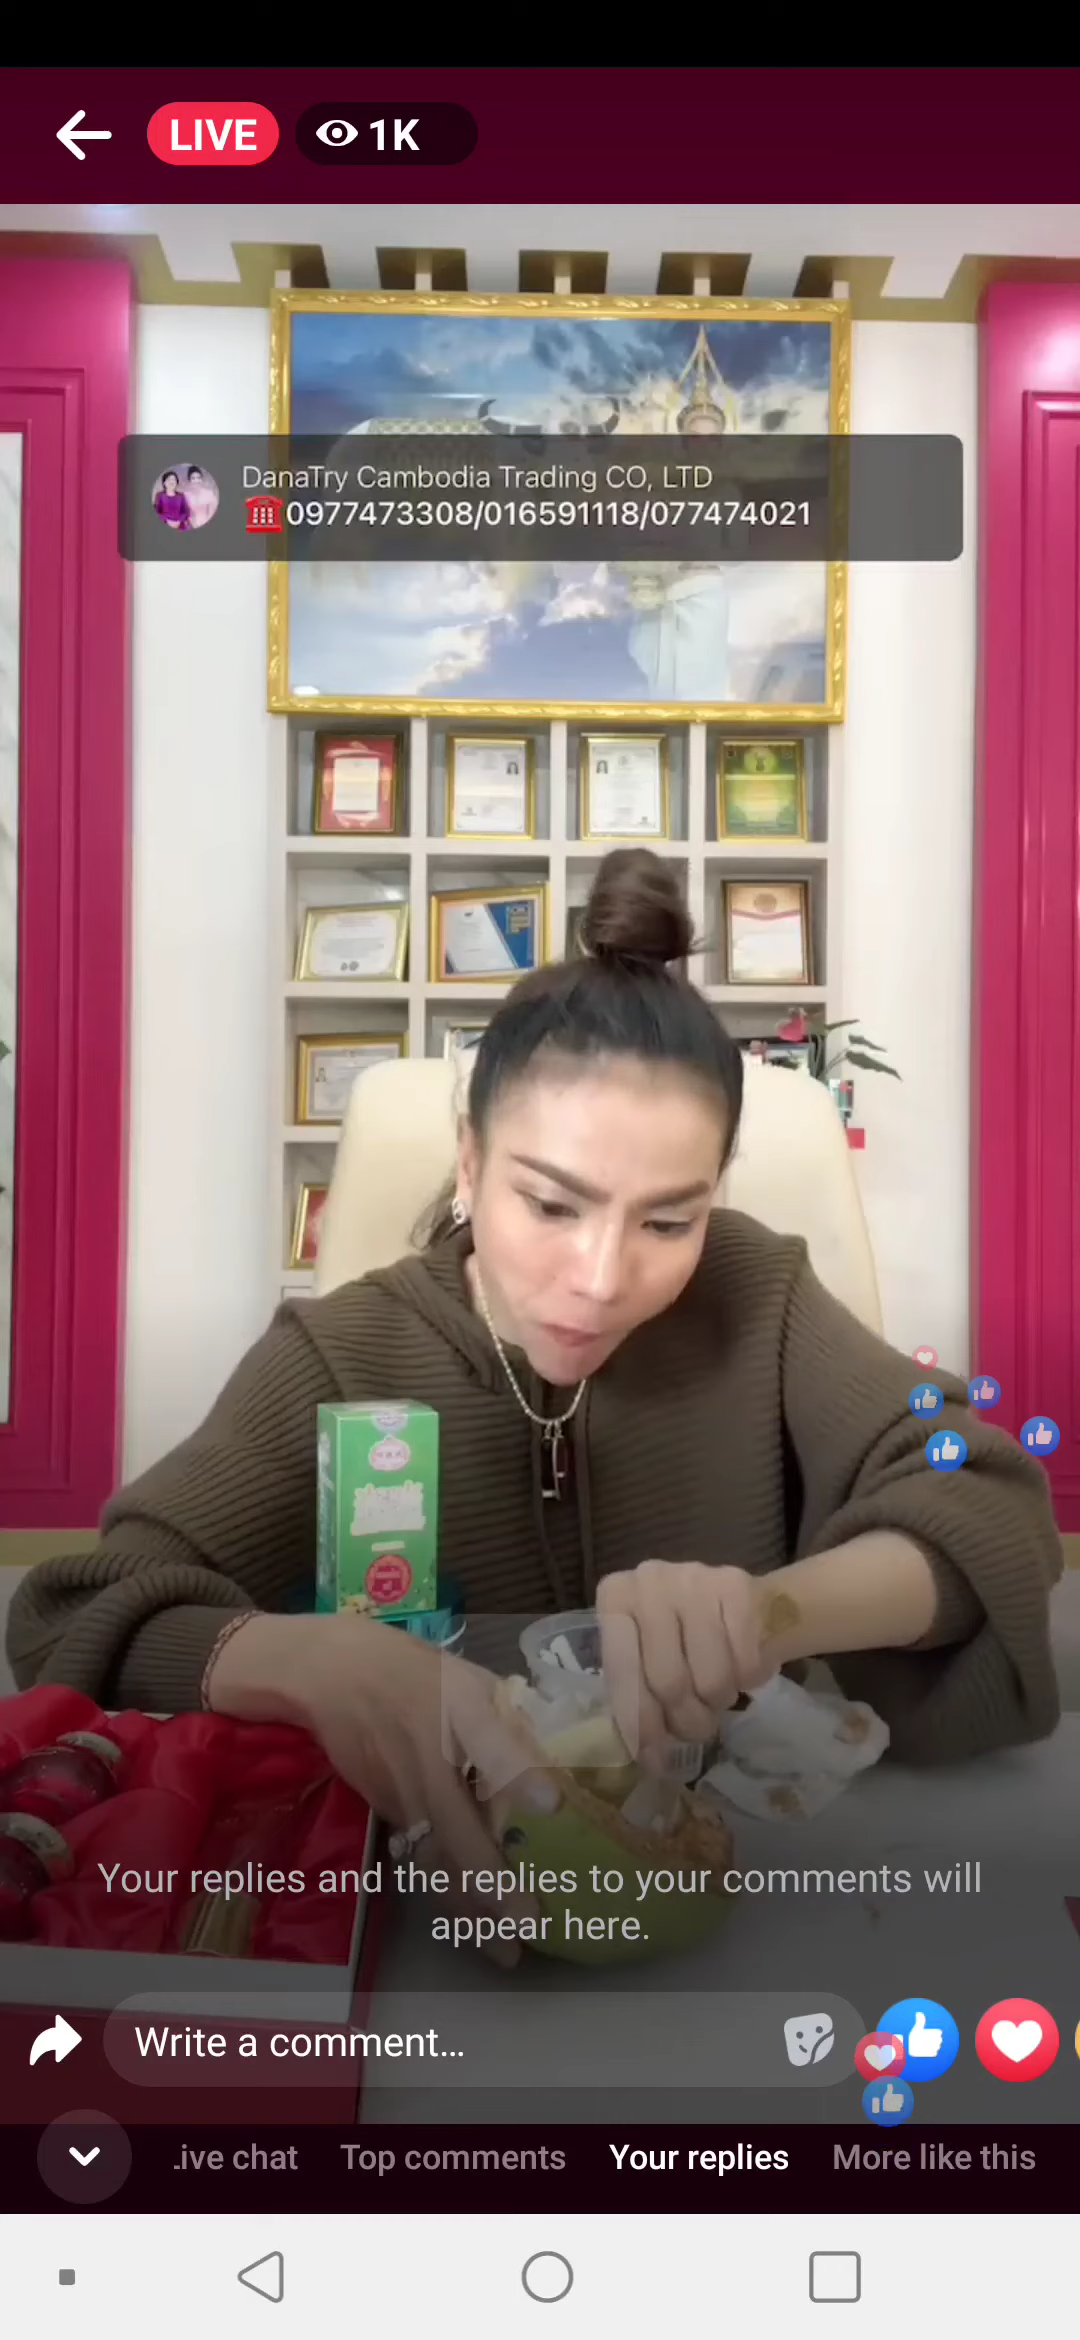 LIVE
1K
DanaTry Cambodia Trading CO, LTD
☎0977473308/016591118/077474021
Your replies and the replies to your comments will
appear here.
Write a comment...
ive chat
Top comments
Your replies
More like this